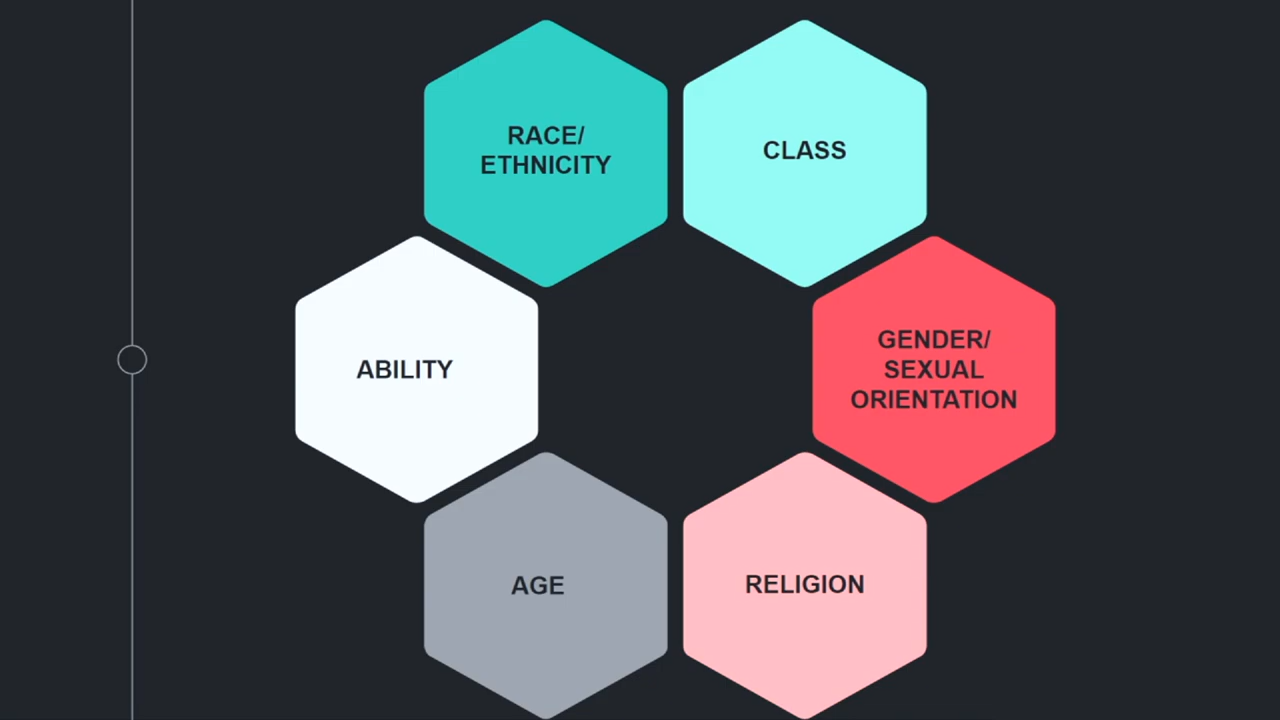 RACE/
ETHNICITY
CLASS
ABILITY
GENDER/
SEXUAL
ORIENTATION
AGE
RELIGION